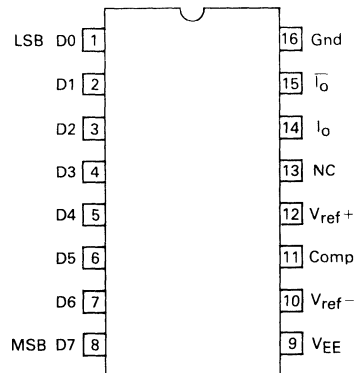 LSB D0 1 16 Gnd
D1 2 15 I̅o̅
D2 3 14 Io
D3 4 13 NC
D4 5 12 Vref+
D5 6 11 Comp
D6 7 10 Vref−
MSB D7 8 9 VEE